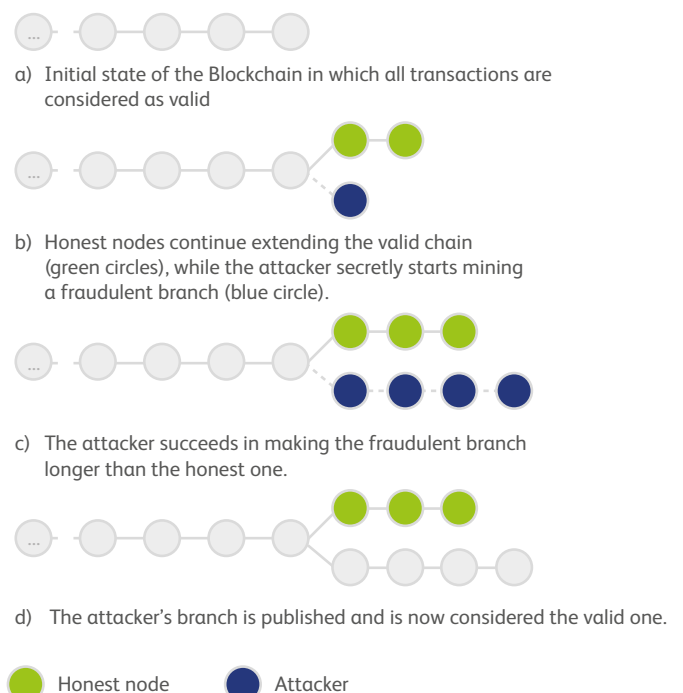 ...
a) Initial state of the Blockchain in which all transactions are
considered as valid
...
b) Honest nodes continue extending the valid chain
(green circles), while the attacker secretly starts mining
a fraudulent branch (blue circle).
...
c) The attacker succeeds in making the fraudulent branch
longer than the honest one.
...
d) The attacker’s branch is published and is now considered the valid one.
Honest node Attacker